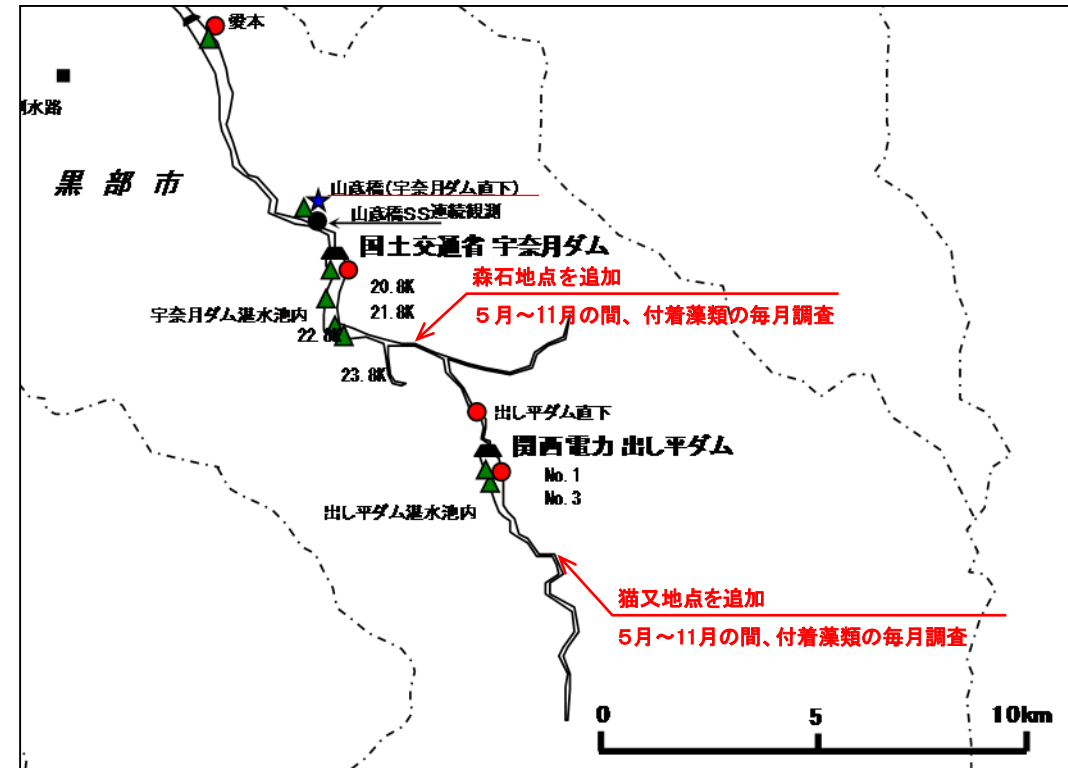 愛本
水路
黒部市
山彦橋(宇奈月ダム直下)
山彦橋SS連続観測
国土交通省 宇奈月ダム
森石地点を追加
20.8K
21.8K
5月~11月の間、付着藻類の毎月調査
宇奈月ダム湛水池内
22.8K
23.8K
出し平ダム直下
関西電力 出し平ダム
No.1
No.3
出し平ダム湛水池内
猫又地点を追加
5月~11月の間、付着藻類の毎月調査
0 5 10km